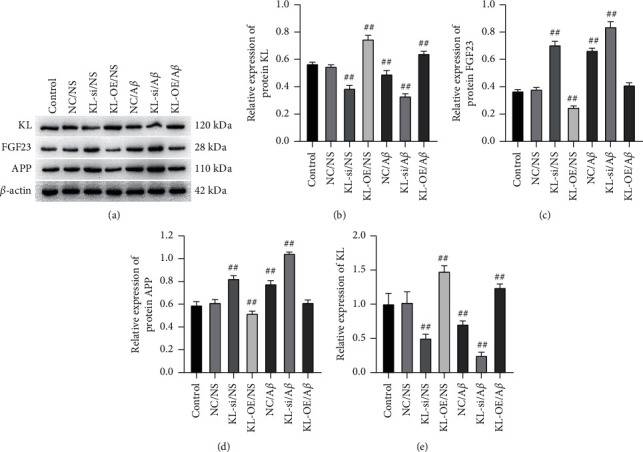 Control
NC/NS
KL-si/NS
KL-OE/NS
NC/Aβ
KL-si/Aβ
KL-OE/Aβ
KL 120 kDa
FGF23 28 kDa
APP 110 kDa
β-actin 42 kDa
(a)
Relative expression of
protein KL
1.0
0.8
0.6
0.4
0.2
0.0
##
##
##
##
##
Control
NC/NS
KL-si/NS
KL-OE/NS
NC/Aβ
KL-si/Aβ
KL-OE/Aβ
(b)
Relative expression of
protein FGF23
1.0
0.8
0.6
0.4
0.2
0.0
##
##
##
##
Control
NC/NS
KL-si/NS
KL-OE/NS
NC/Aβ
KL-si/Aβ
KL-OE/Aβ
(c)
Relative expression of
protein APP
1.2
1.0
0.8
0.6
0.4
0.2
0.0
##
##
##
##
Control
NC/NS
KL-si/NS
KL-OE/NS
NC/Aβ
KL-si/Aβ
KL-OE/Aβ
(d)
Relative expression of KL
2.0
1.5
1.0
0.5
0.0
##
##
##
##
##
Control
NC/NS
KL-si/NS
KL-OE/NS
NC/Aβ
KL-si/Aβ
KL-OE/Aβ
(e)